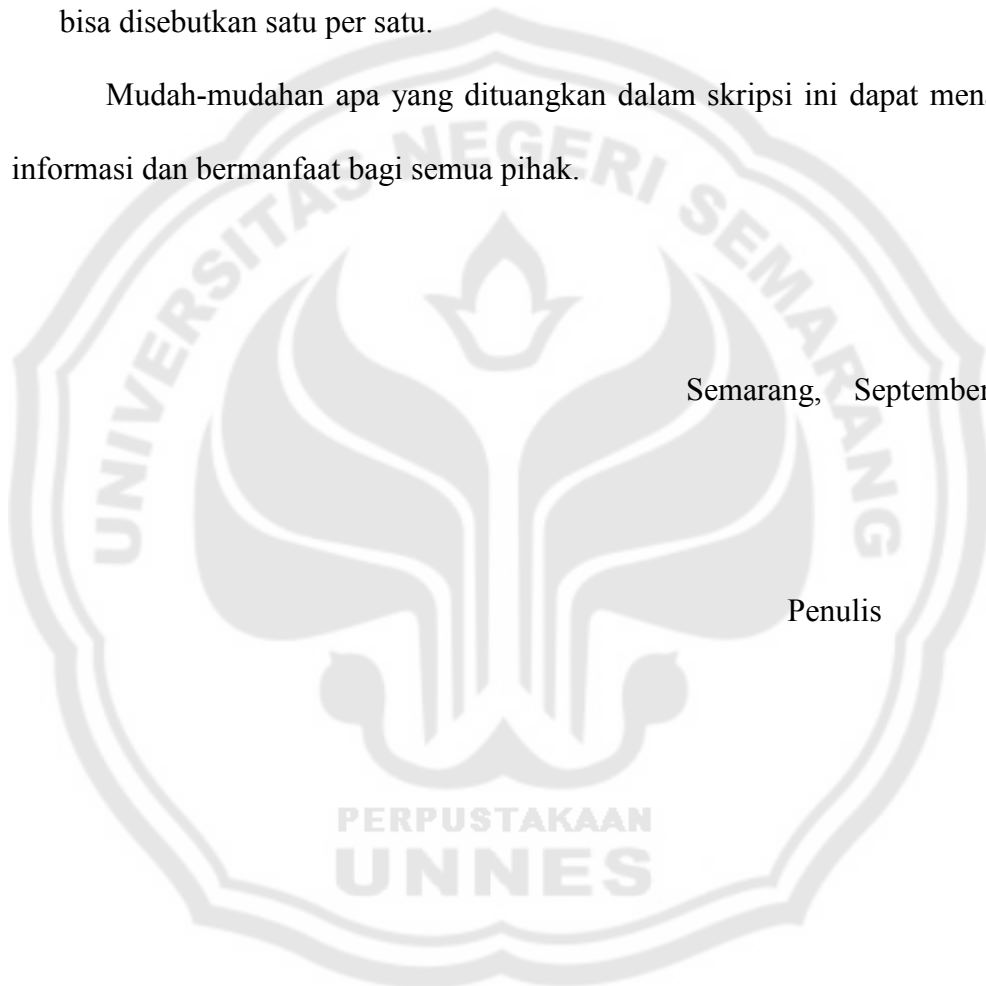 bisa disebutkan satu per satu.
Mudah-mudahan apa yang dituangkan dalam skripsi ini dapat
informasi dan bermanfaat bagi semua pihak.
UNIVERSITAS NEGERI SEMARANG
Semarang, September
Penulis
PERPUSTAKAAN
UNNES